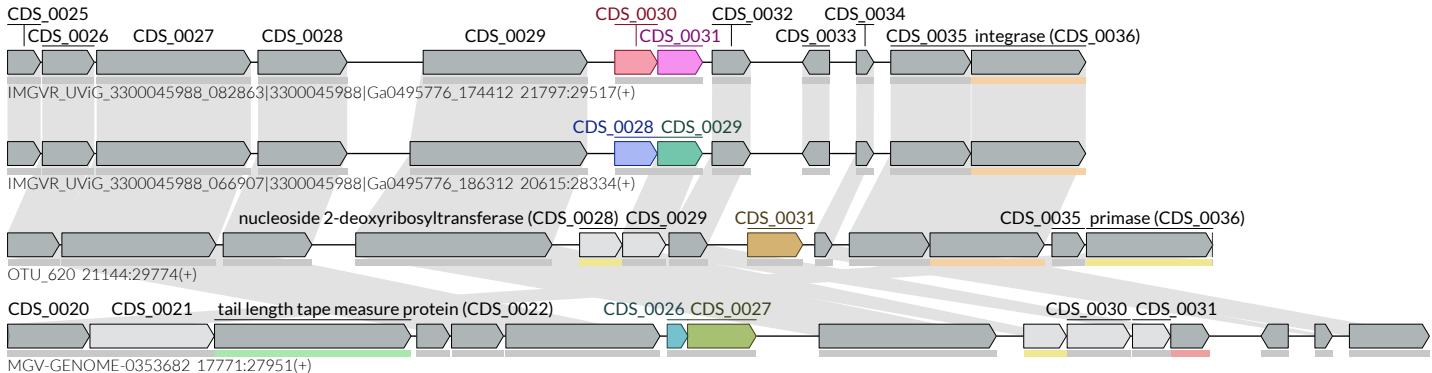 CDS_0025 CDS_0030 CDS_0032 CDS_0034
CDS_0026 CDS_0027 CDS_0028 CDS_0029 CDS_0031 CDS_0033 CDS_0035 integrase (CDS_0036)
IMGVR_UViG_3300045988_082863|3300045988|Ga0495776_174412 21797:29517(+)
CDS_0028 CDS_0029
IMGVR_UViG_3300045988_066907|3300045988|Ga0495776_186312 20615:28334(+)
nucleoside 2-deoxyribosyltransferase (CDS_0028) CDS_0029 CDS_0031 CDS_0035 primase (CDS_0036)
OTU_620 21144:29774(+)
CDS_0020 CDS_0021 tail length tape measure protein (CDS_0022) CDS_0026 CDS_0027 CDS_0030 CDS_0031
MGV-GENOME-0353682 17771:27951(+)